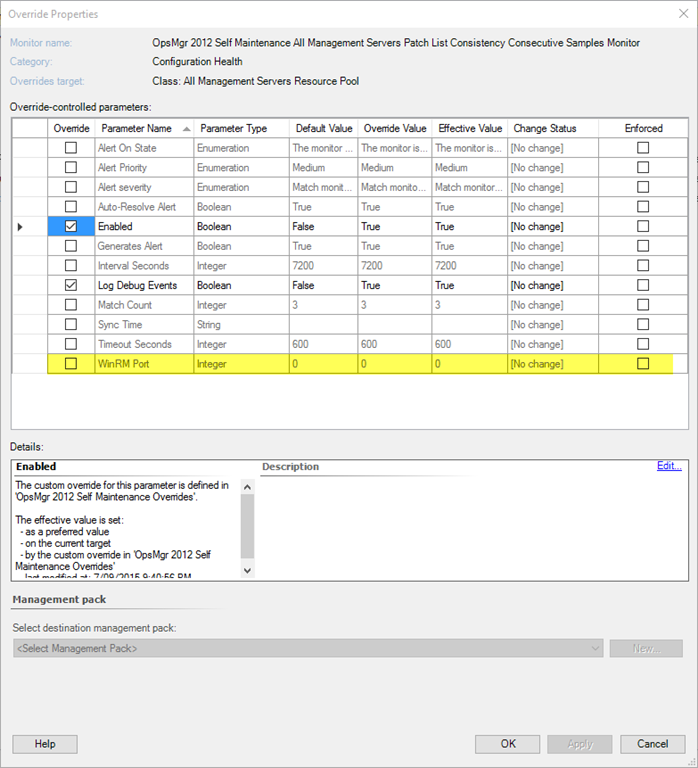 Override Properties
Monitor name: OpsMgr 2012 Self Maintenance All Management Servers Patch List Consistency Consecutive Samples Monitor
Category: Configuration Health
Overrides target: Class: All Management Servers Resource Pool
Override-controlled parameters:
Override Parameter Name Parameter Type Default Value Override Value Effective Value Change Status Enforced
Alert On State Enumeration The monitor ... The monitor is... The monitor is... [No change]
Alert Priority Enumeration Medium Medium Medium [No change]
Alert severity Enumeration Match monit... Match monito... Match monitor... [No change]
Auto-Resolve Alert Boolean True True True [No change]
Enabled Boolean False True True [No change]
Generates Alert Boolean True True True [No change]
Interval Seconds Integer 7200 7200 7200 [No change]
Log Debug Events Boolean False True True [No change]
Match Count Integer 3 3 3 [No change]
Sync Time String [No change]
Timeout Seconds Integer 600 600 600 [No change]
WinRM Port Integer 0 0 0 [No change]
Details:
Enabled Description Edit...
The custom override for this parameter is defined in
'OpsMgr 2012 Self Maintenance Overrides'.
The effective value is set:
- as a preferred value
- on the current target
- by the custom override in 'OpsMgr 2012 Self
Maintenance Overrides'
last modified at: 7/09/2015 9:40:56 PM
Management pack
Select destination management pack:
<Select Management Pack> New...
Help OK Apply Cancel